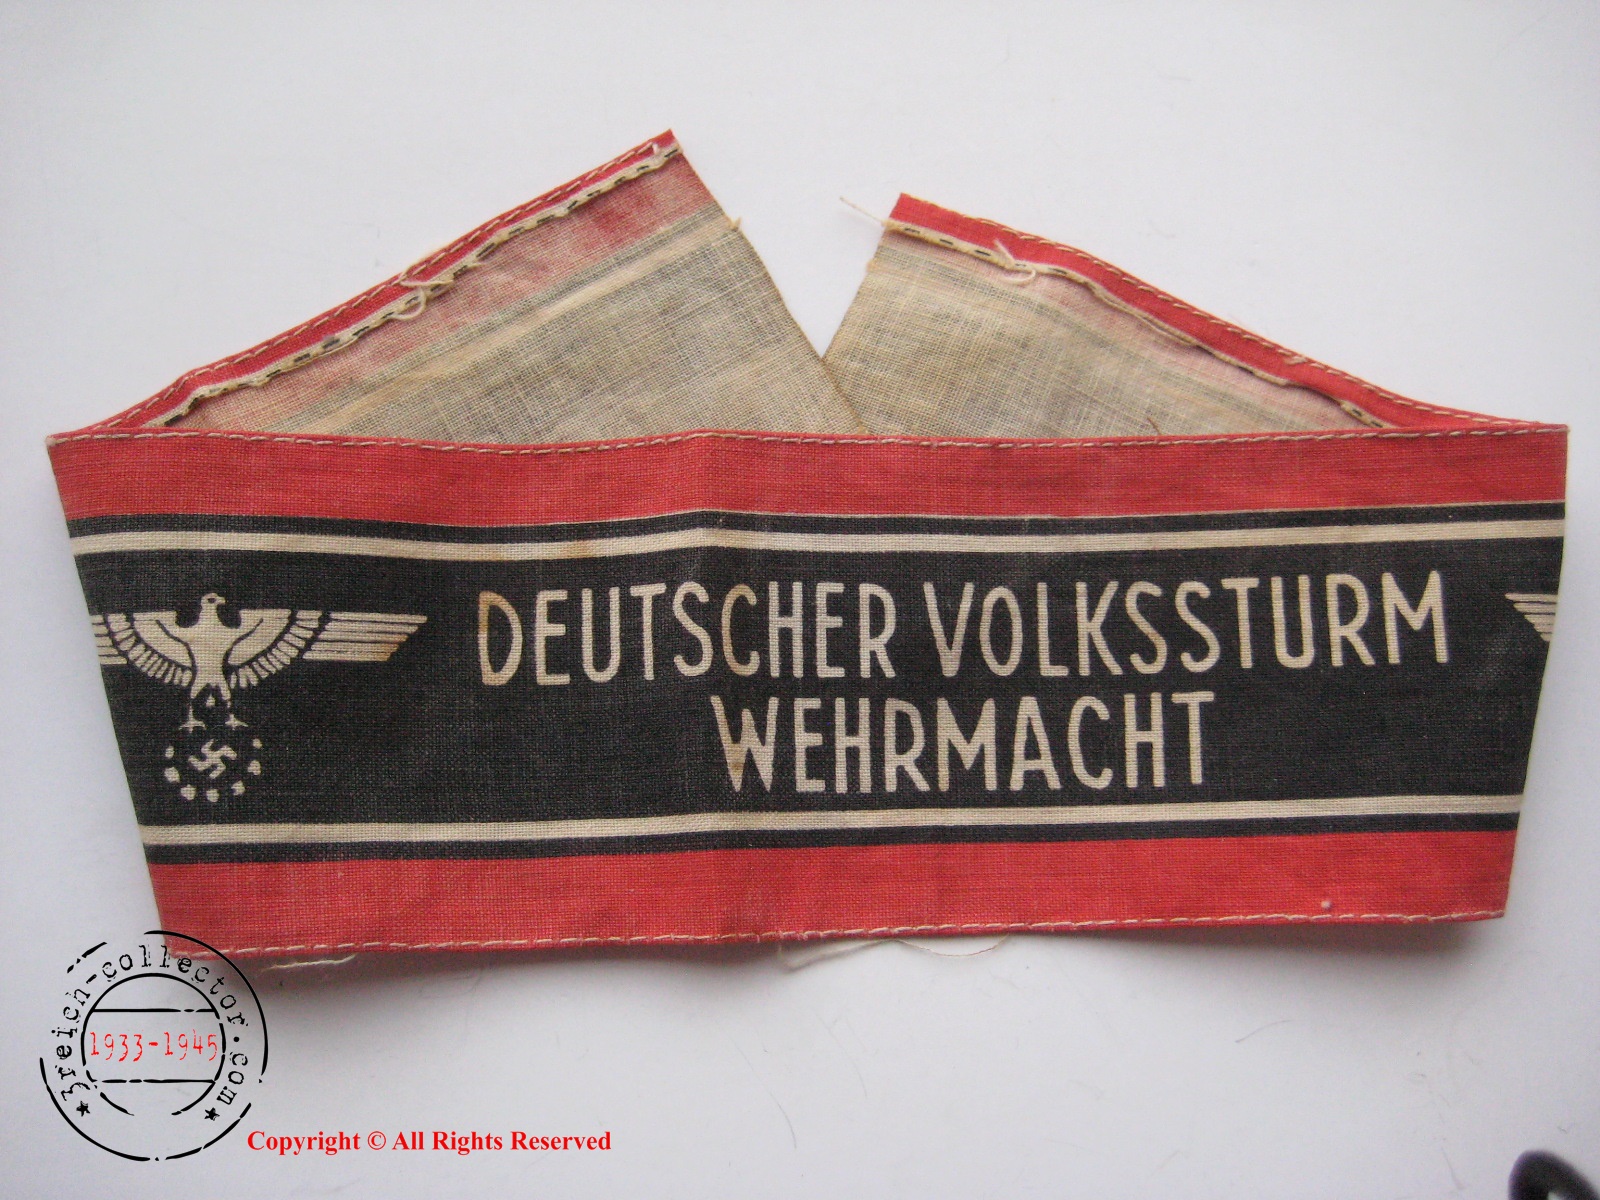 DEUTSCHER VOLKSSTURM
WEHRMACHT
3reich-collector.com
1933-1945
Copyright © All Rights Reserved